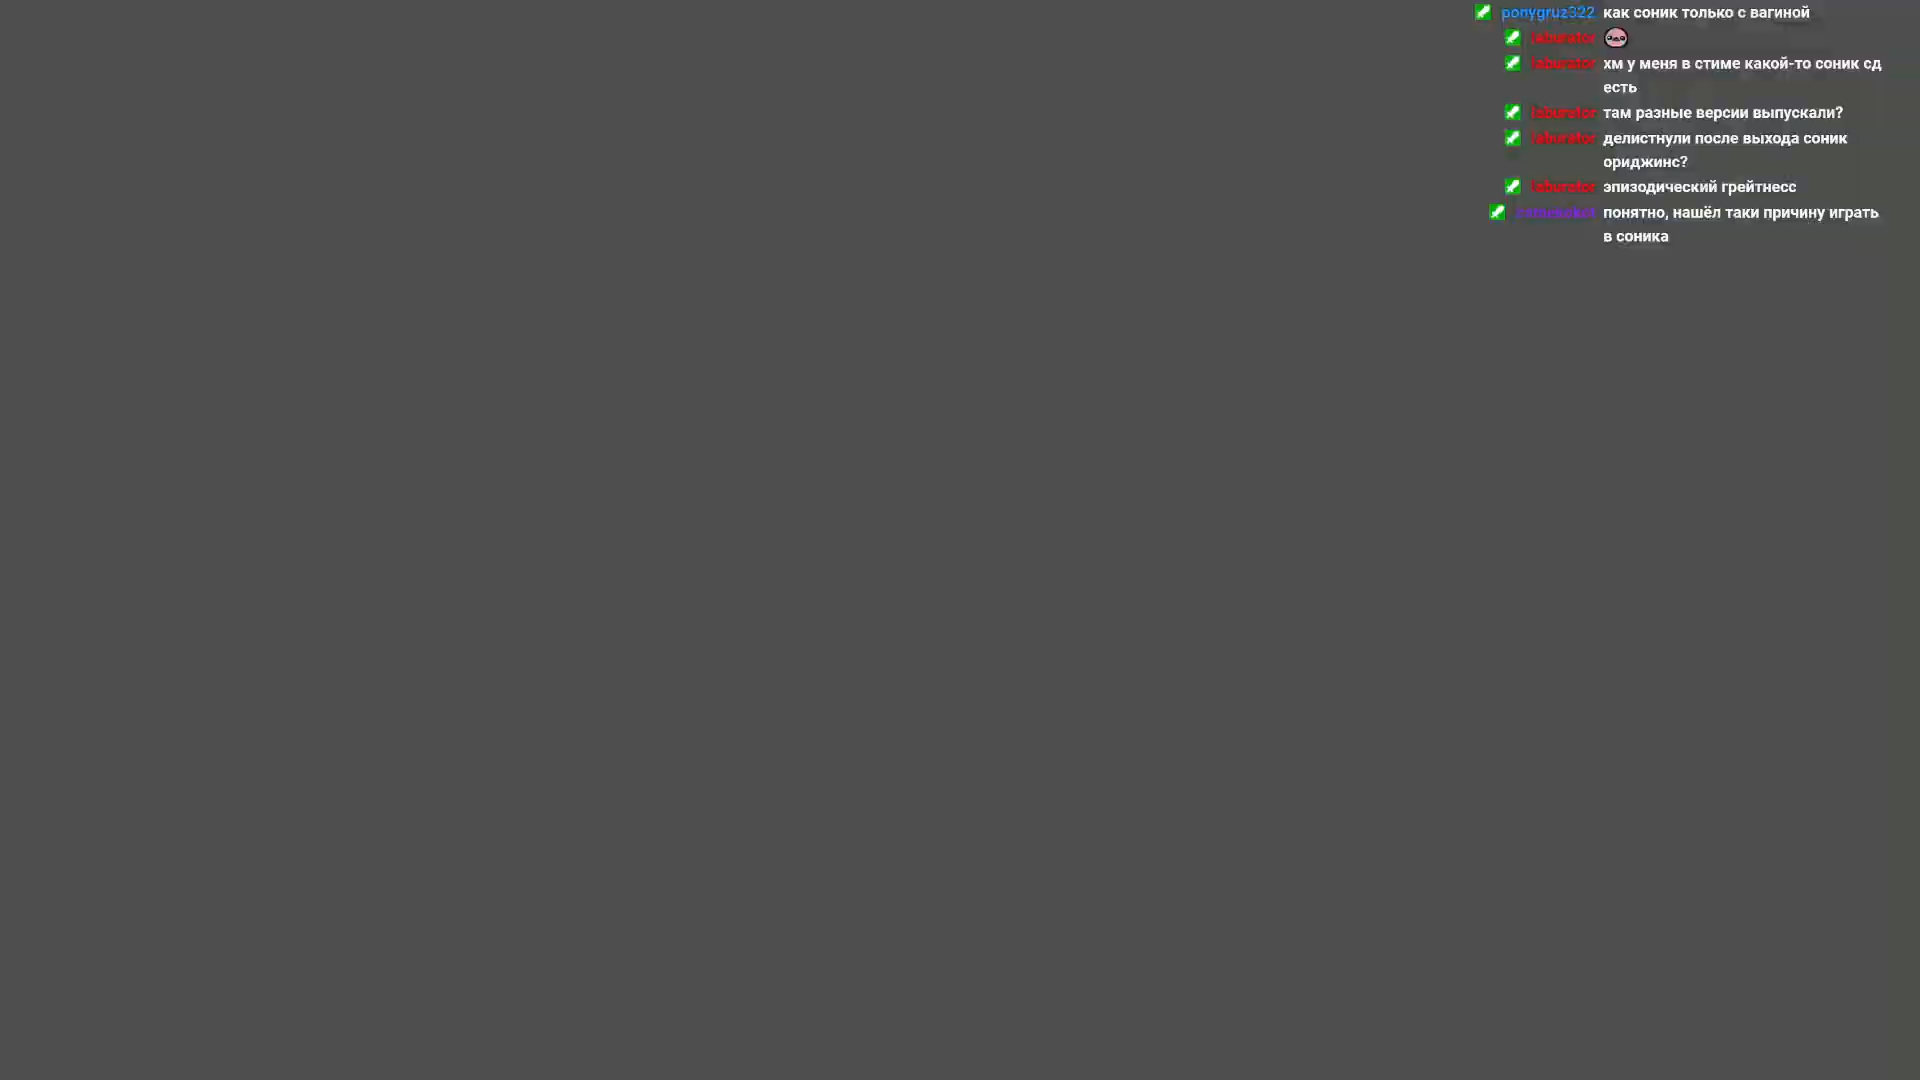 ponygruz322 как соник только с вагиной
laburator
laburator хм у меня в стиме какой-то соник сд
есть
laburator там разные версии выпускали?
laburator делистнули после выхода соник
ориджинс?
laburator эпизодический грейтнесс
понятно, нашёл таки причину играть
в соника